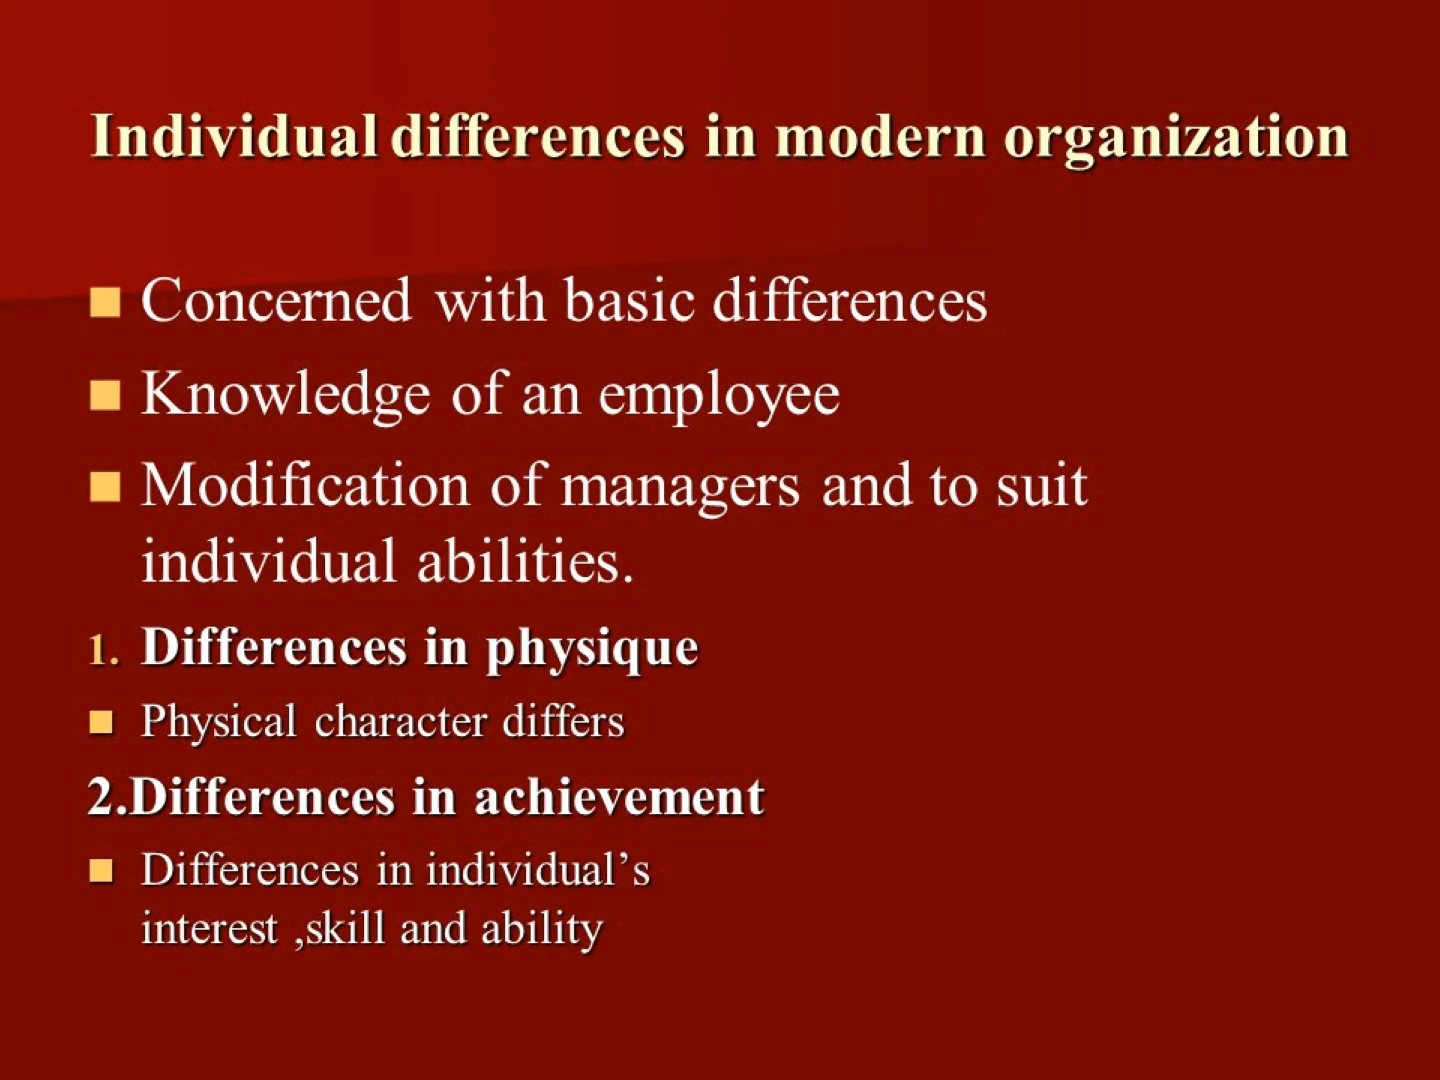 Individual differences in modern organization
Concerned with basic differences
Knowledge of an employee
Modification of managers and to suit
individual abilities.
1. Differences in physique
Physical character differs
2.Differences in achievement
Differences in individual’s
interest ,skill and ability